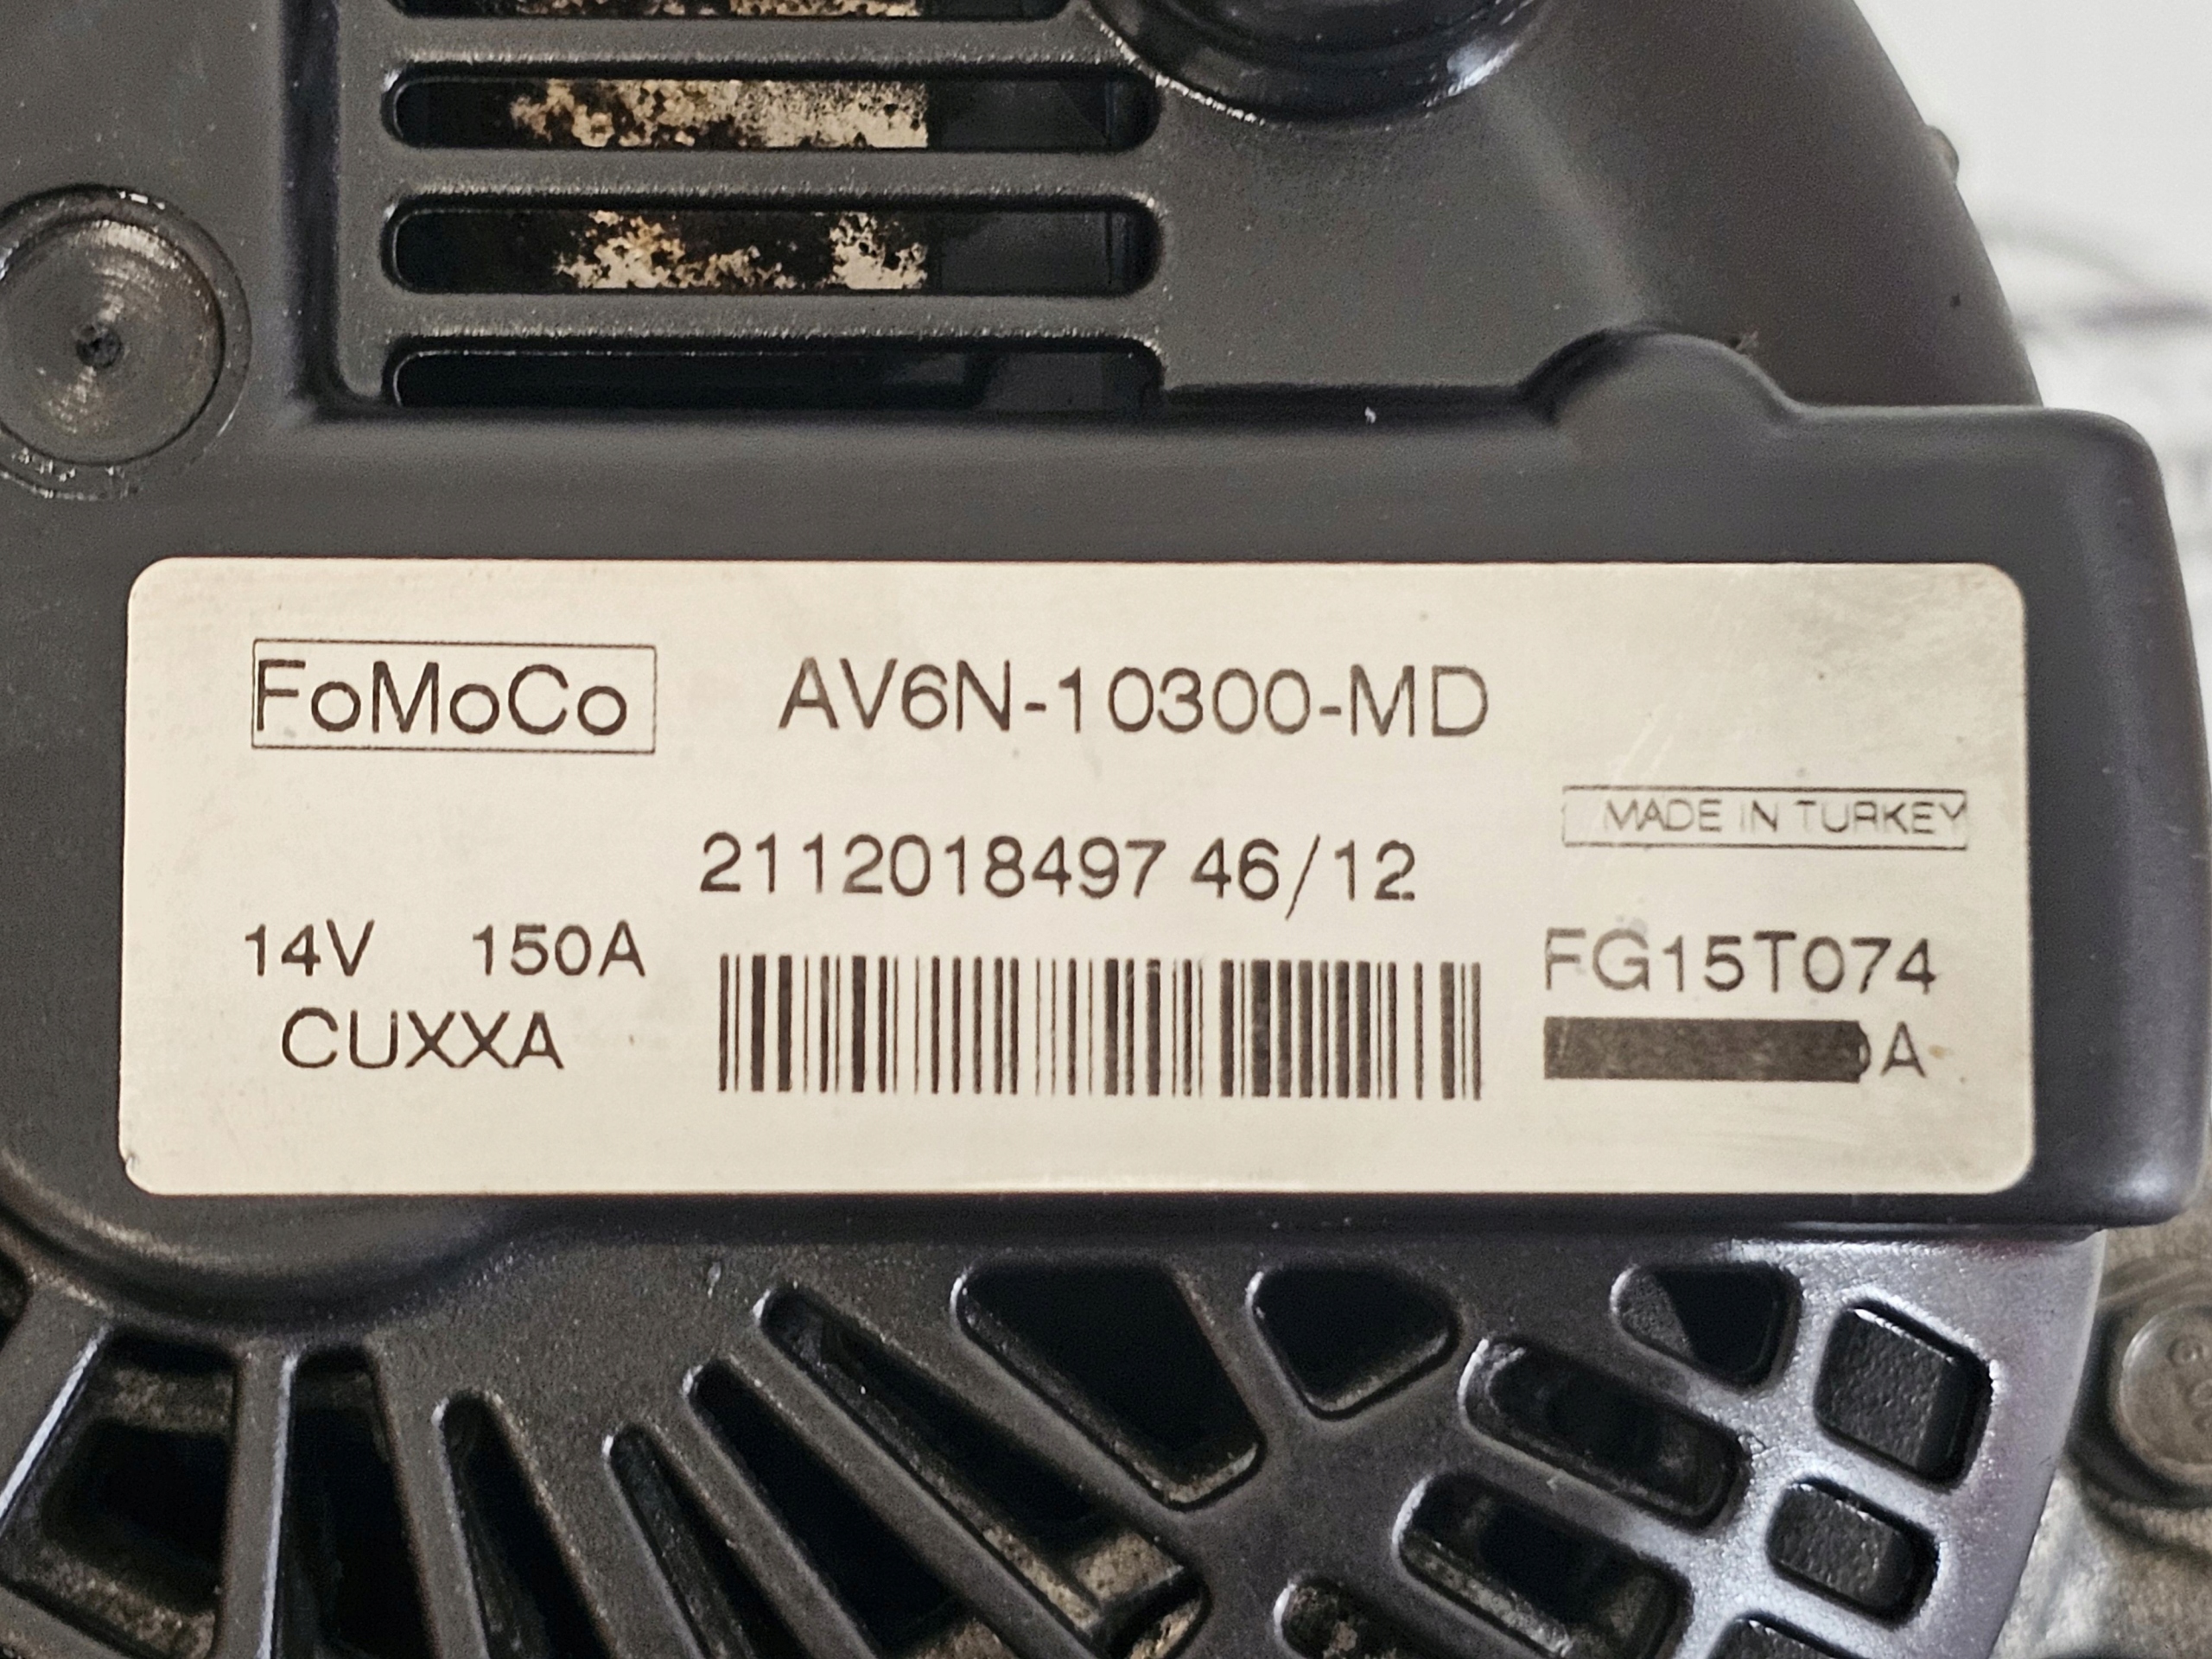 FoMoCo AV6N-10300-MD
MADE IN TURKEY
2112018497 46/12
14V 150A
FG15T074
CUXXA
A